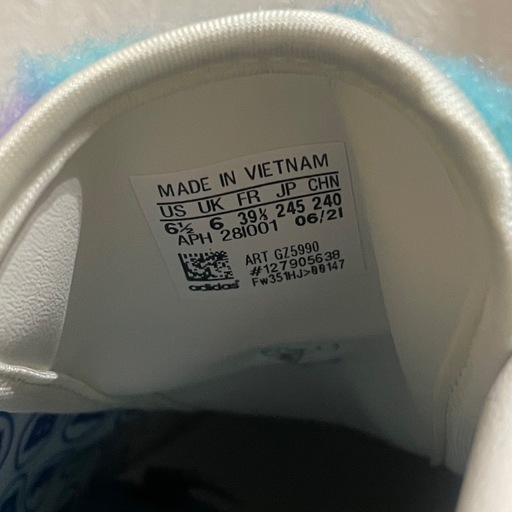 MADE IN VIETNAM
US UK FR JP CHN
6½ 6 39⅓ 245 240
APH 281001 06/21
ART GZ5990
#127905638
FW351HJ>00147
adidas